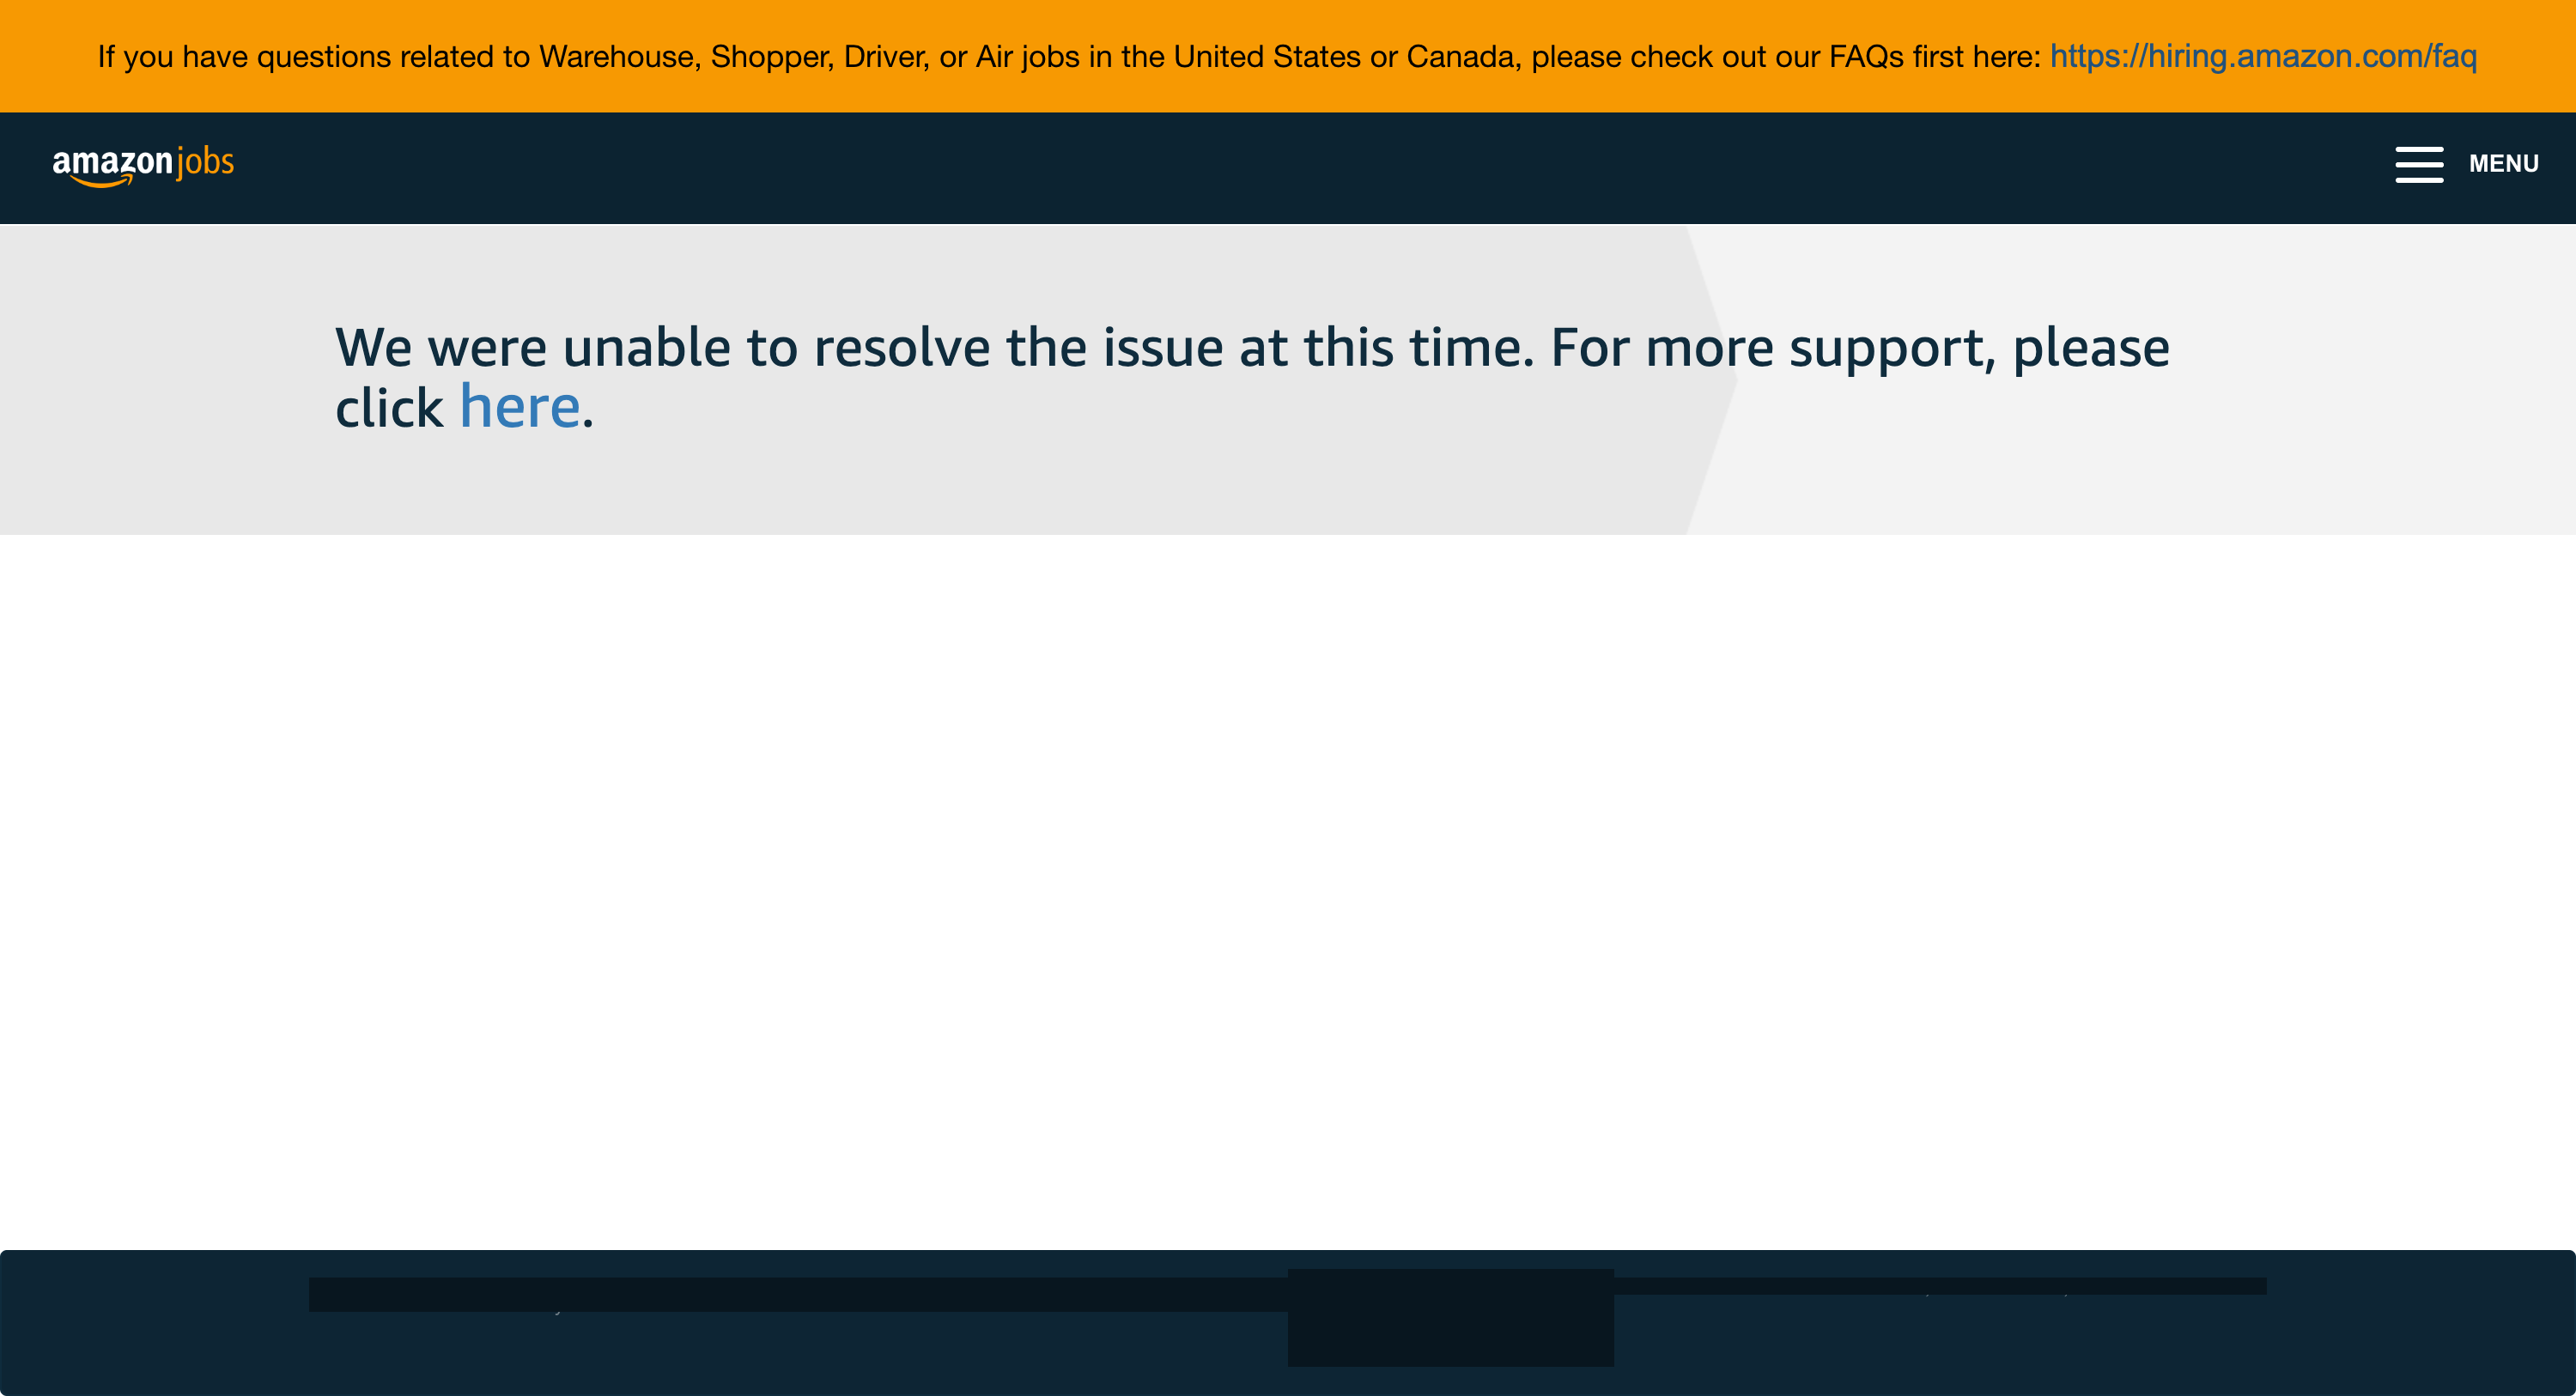 If you have questions related to Warehouse, Shopper, Driver, or Air jobs in the United States or Canada, please check out our FAQs first here: https://hiring.amazon.com/faq
amazon jobs
MENU
We were unable to resolve the issue at this time. For more support, please
click here.